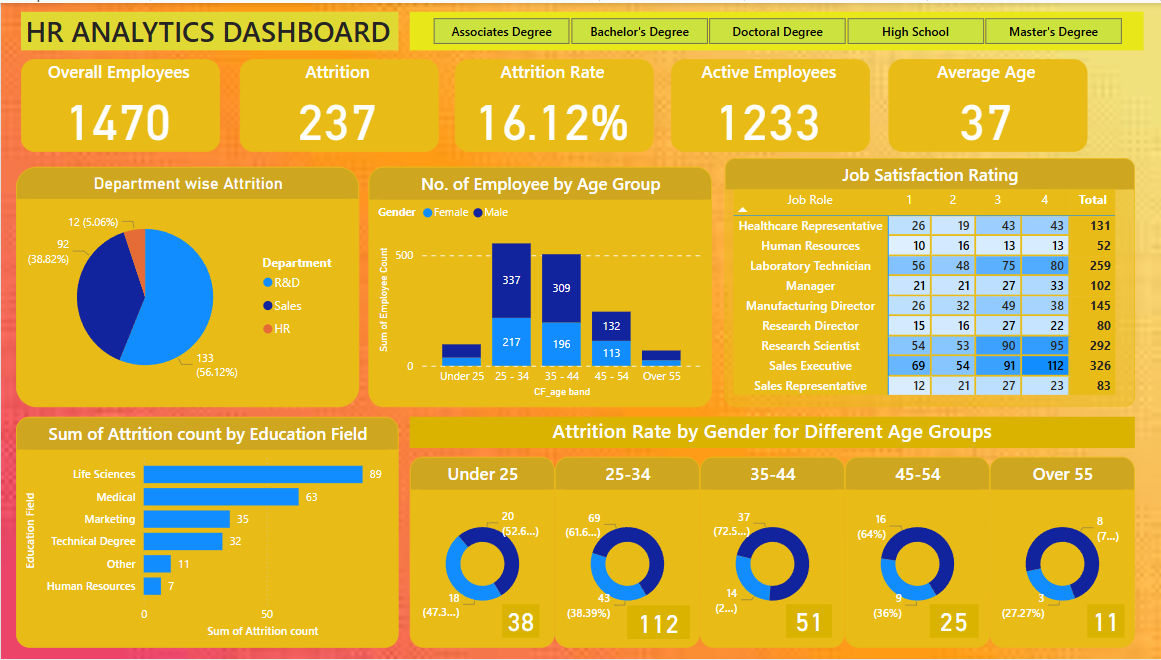 HR ANALYTICS DASHBOARD
Associates Degree
Bachelor's Degree
Doctoral Degree
High School
Master's Degree
Overall Employees
1470
Attrition
237
Attrition Rate
16.12%
Active Employees
1233
Average Age
37
Department wise Attrition
12 (5.06%)
92
(38.82%)
133
(56.12%)
Department
R&D
Sales
HR
No. of Employee by Age Group
Gender Female Male
Sum of Employee Count
500
0
337
217
309
196
132
113
Under 25 25 - 34 35 - 44 45 - 54 Over 55
CF_age band
Job Satisfaction Rating
Job Role 1 2 3 4 Total
Healthcare Representative 26 19 43 43 131
Human Resources 10 16 13 13 52
Laboratory Technician 56 48 75 80 259
Manager 21 21 27 33 102
Manufacturing Director 26 32 49 38 145
Research Director 15 16 27 22 80
Research Scientist 54 53 90 95 292
Sales Executive 69 54 91 112 326
Sales Representative 12 21 27 23 83
Sum of Attrition count by Education Field
Education Field
Life Sciences 89
Medical 63
Marketing 35
Technical Degree 32
Other 11
Human Resources 7
0 50
Sum of Attrition count
Attrition Rate by Gender for Different Age Groups
Under 25
20
(52.6...)
18
(47.3...)
38
25-34
69
(61.6...)
43
(38.39%)
112
35-44
37
(72.5...)
14
(2...)
51
45-54
16
(64%)
9
(36%)
25
Over 55
8
(7...)
3
(27.27%)
11